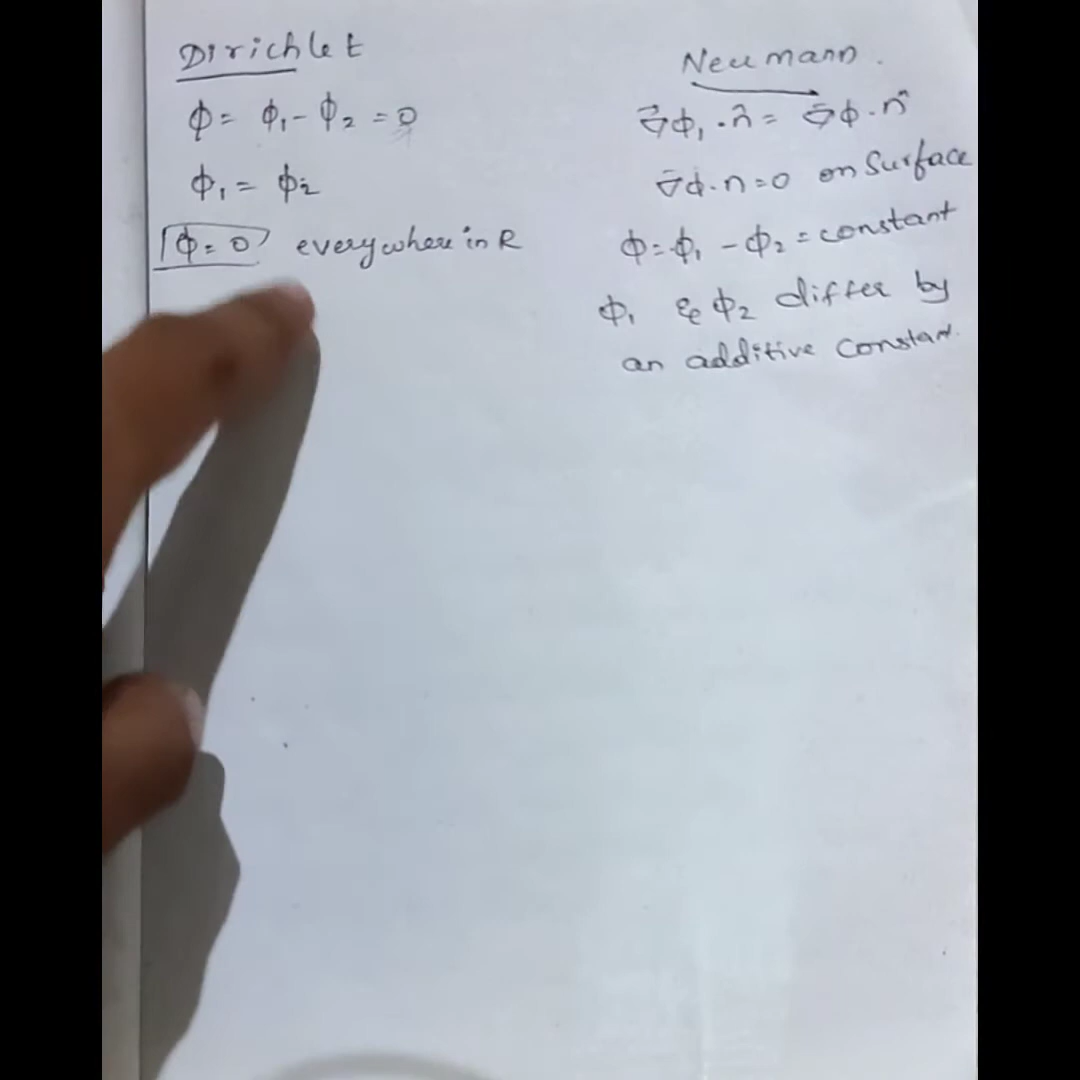 Dirichlet
ϕ = ϕ₁ - ϕ₂ = 0
ϕ₁ = ϕ₂
ϕ = 0 everywhere in R
Neumann.
∇⃗ϕ₁ . n̂ = ∇⃗ϕ . n̂
∇⃗ϕ . n = 0 on Surface
ϕ = ϕ₁ - ϕ₂ = constant
ϕ₁ & ϕ₂ differ by
an additive constant.